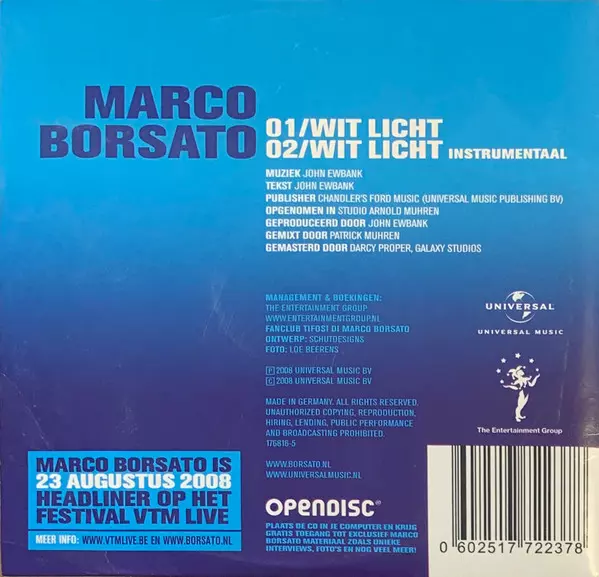 MARCO
BORSATO
01/WIT LICHT
02/WIT LICHT INSTRUMENTAAL
MUZIEK JOHN EWBANK
TEKST JOHN EWBANK
PUBLISHER CHANDLER'S FORD MUSIC (UNIVERSAL MUSIC PUBLISHING BV)
OPGENOMEN IN STUDIO ARNOLD MUHREN
GEPRODUCEERD DOOR JOHN EWBANK
GEMIXT DOOR PATRICK MUHREN
GEMASTERD DOOR DARCY PROPER, GALAXY STUDIOS
MANAGEMENT & BOEKINGEN:
THE ENTERTAINMENT GROUP
WWW.ENTERTAINMENTGROUP.NL
FANCLUB TIFOSI DI MARCO BORSATO
ONTWERP: SCHUTDESIGNS
FOTO: LOE BEERENS
℗ 2008 UNIVERSAL MUSIC BV
© 2008 UNIVERSAL MUSIC BV
MADE IN GERMANY. ALL RIGHTS RESERVED.
UNAUTHORIZED COPYING, REPRODUCTION,
HIRING, LENDING, PUBLIC PERFORMANCE
AND BROADCASTING PROHIBITED.
176816-5
WWW.BORSATO.NL
WWW.UNIVERSALMUSIC.NL
OPENDISC®
PLAATS DE CD IN JE COMPUTER EN KRIJG
GRATIS TOEGANG TOT EXCLUSIEF MARCO
BORSATO MATERIAAL ZOALS UNIEKE
INTERVIEWS, FOTO'S EN NOG VEEL MEER!
UNIVERSAL
UNIVERSAL MUSIC
The Entertainment Group
MARCO BORSATO IS
23 AUGUSTUS 2008
HEADLINER OP HET
FESTIVAL VTM LIVE
MEER INFO: WWW.VTMLIVE.BE EN WWW.BORSATO.NL
0 602517 722378